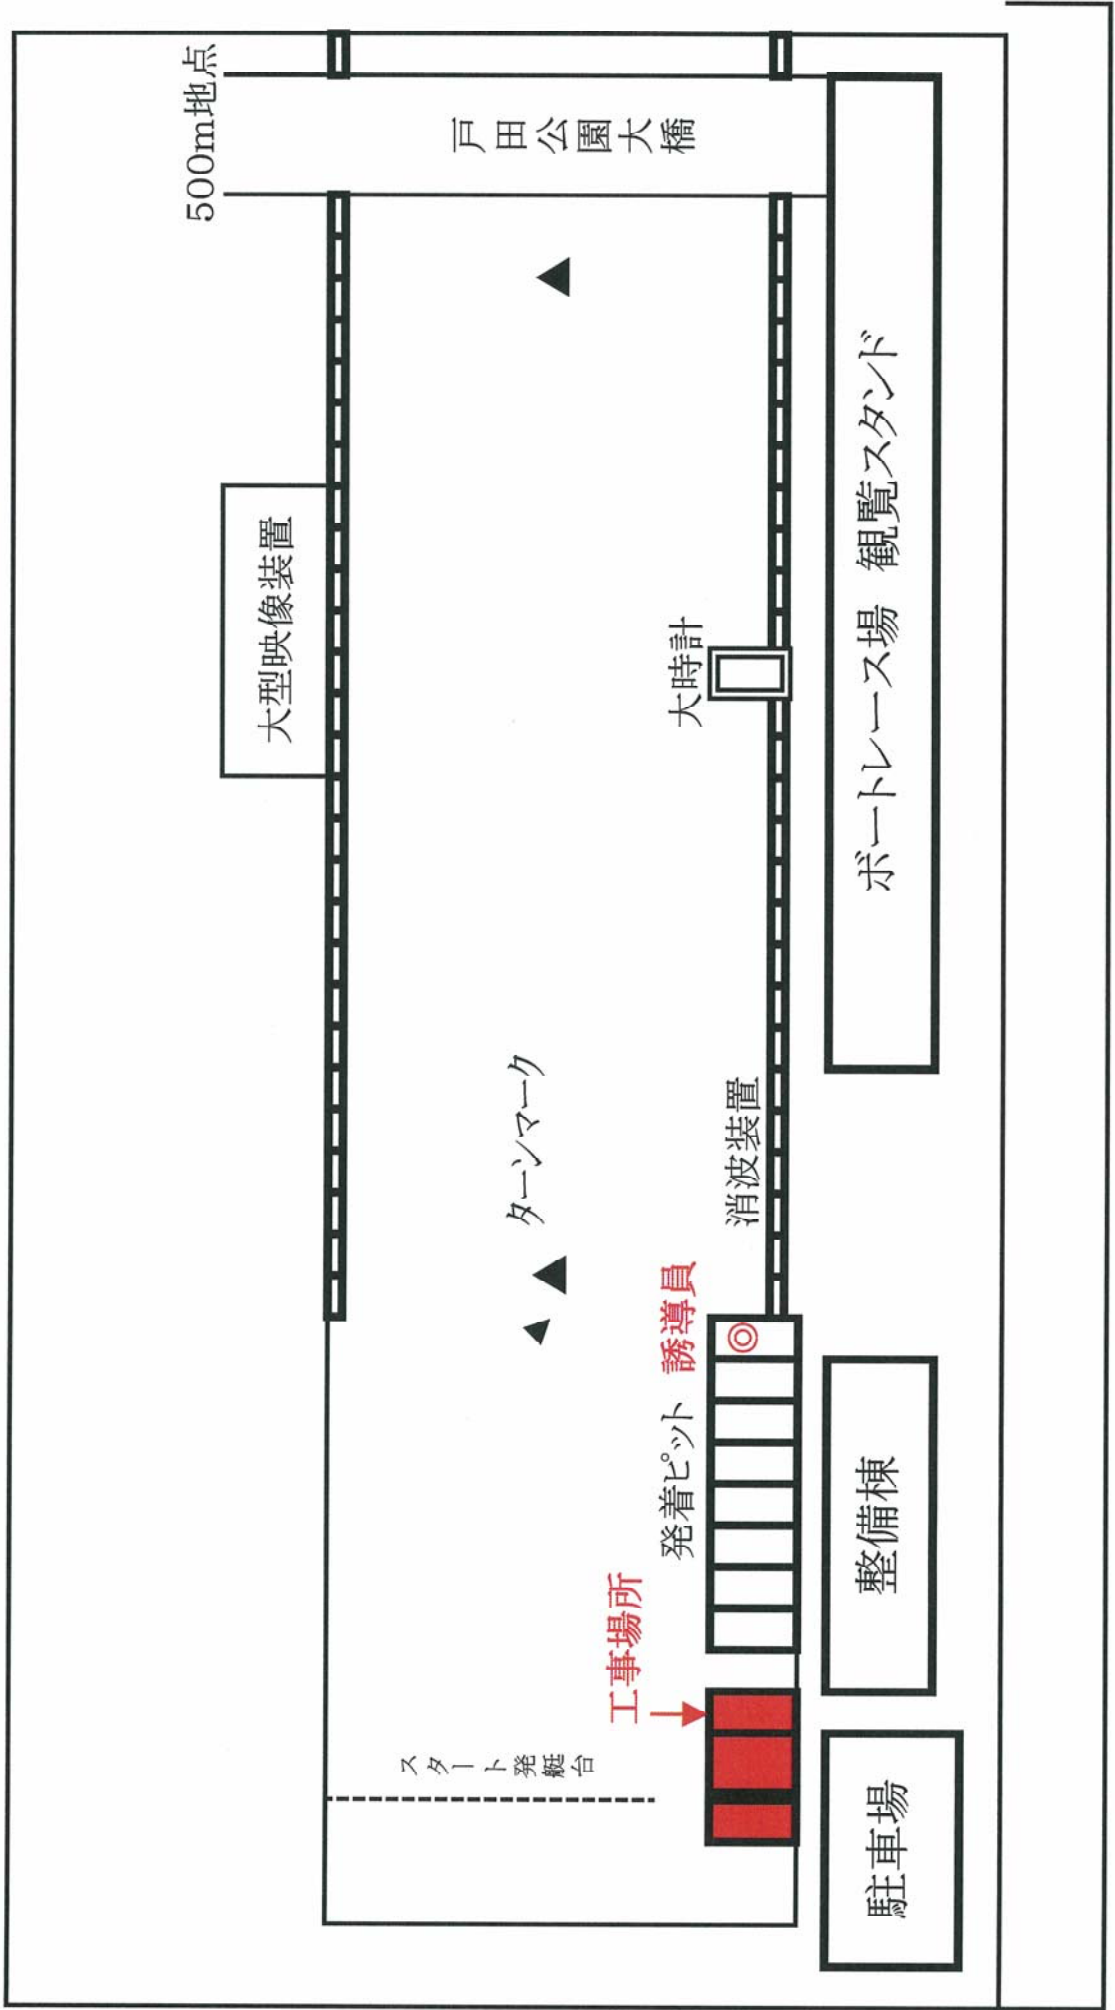 500m地点
戸田公園大橋
大型映像装置
大時計
ボートレース場　観覧スタンド
ターンマーク
消波装置
誘導員
発着ピット
整備棟
工事場所
スタート発艇台
駐車場